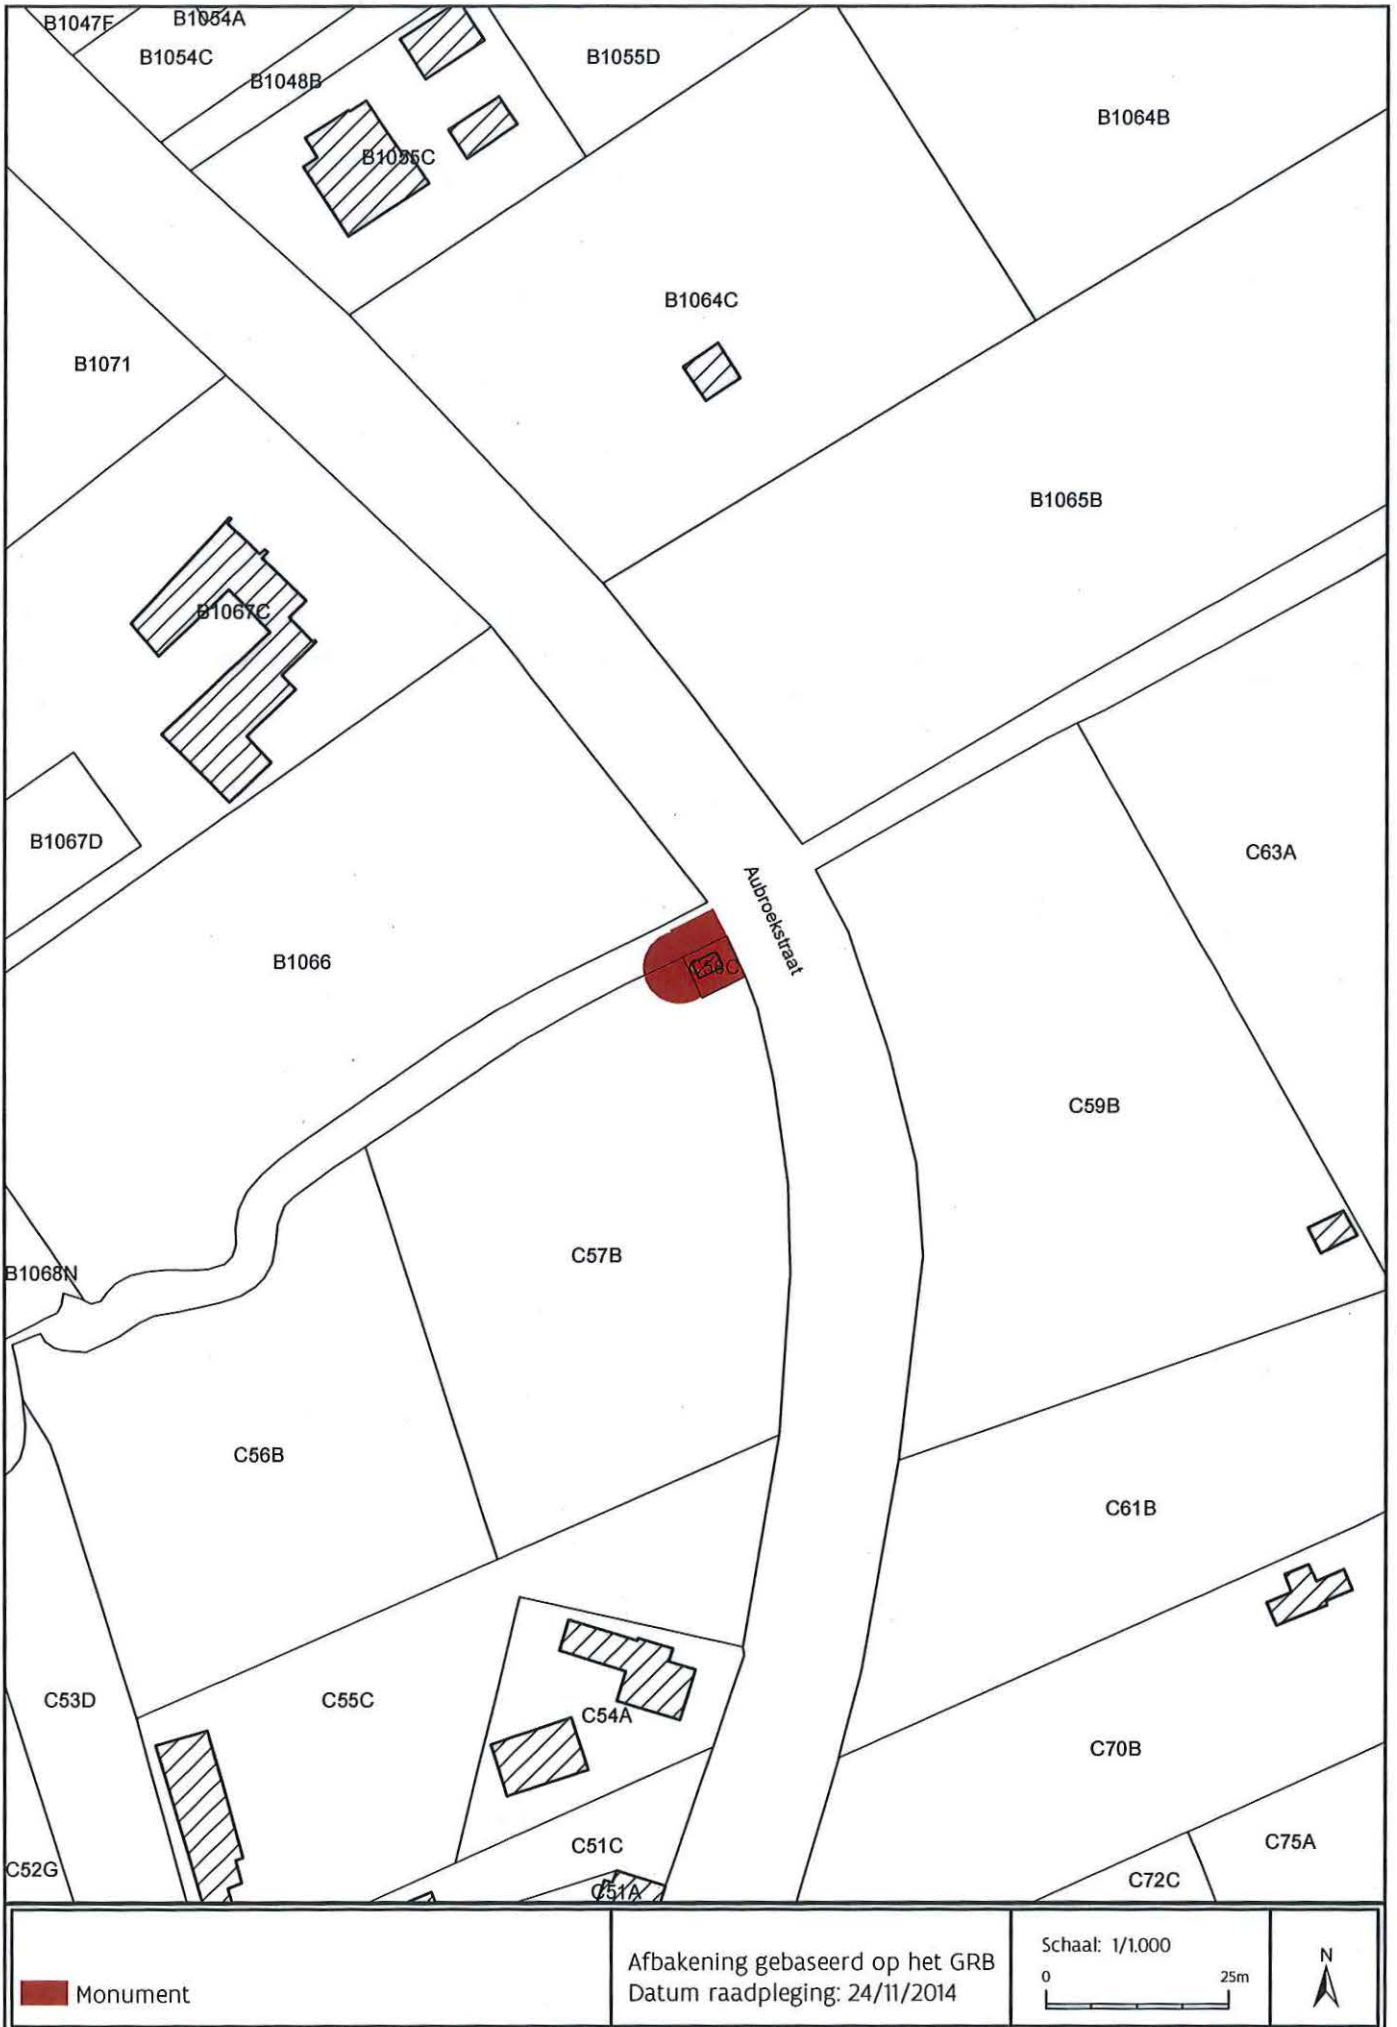 B1047F
B1054A
B1054C
B1048B
B1055D
B1055C
B1064B
B1064C
B1071
B1065B
B1067C
B1067D
C63A
Aubroekstraat
B1066
C59B
C57B
B1068N
C56B
C61B
C53D
C55C
C54A
C70B
C51C
C75A
C52G
C51A
C72C
Monument
Afbakening gebaseerd op het GRB
Datum raadpleging: 24/11/2014
Schaal: 1/1.000
0 25m
N